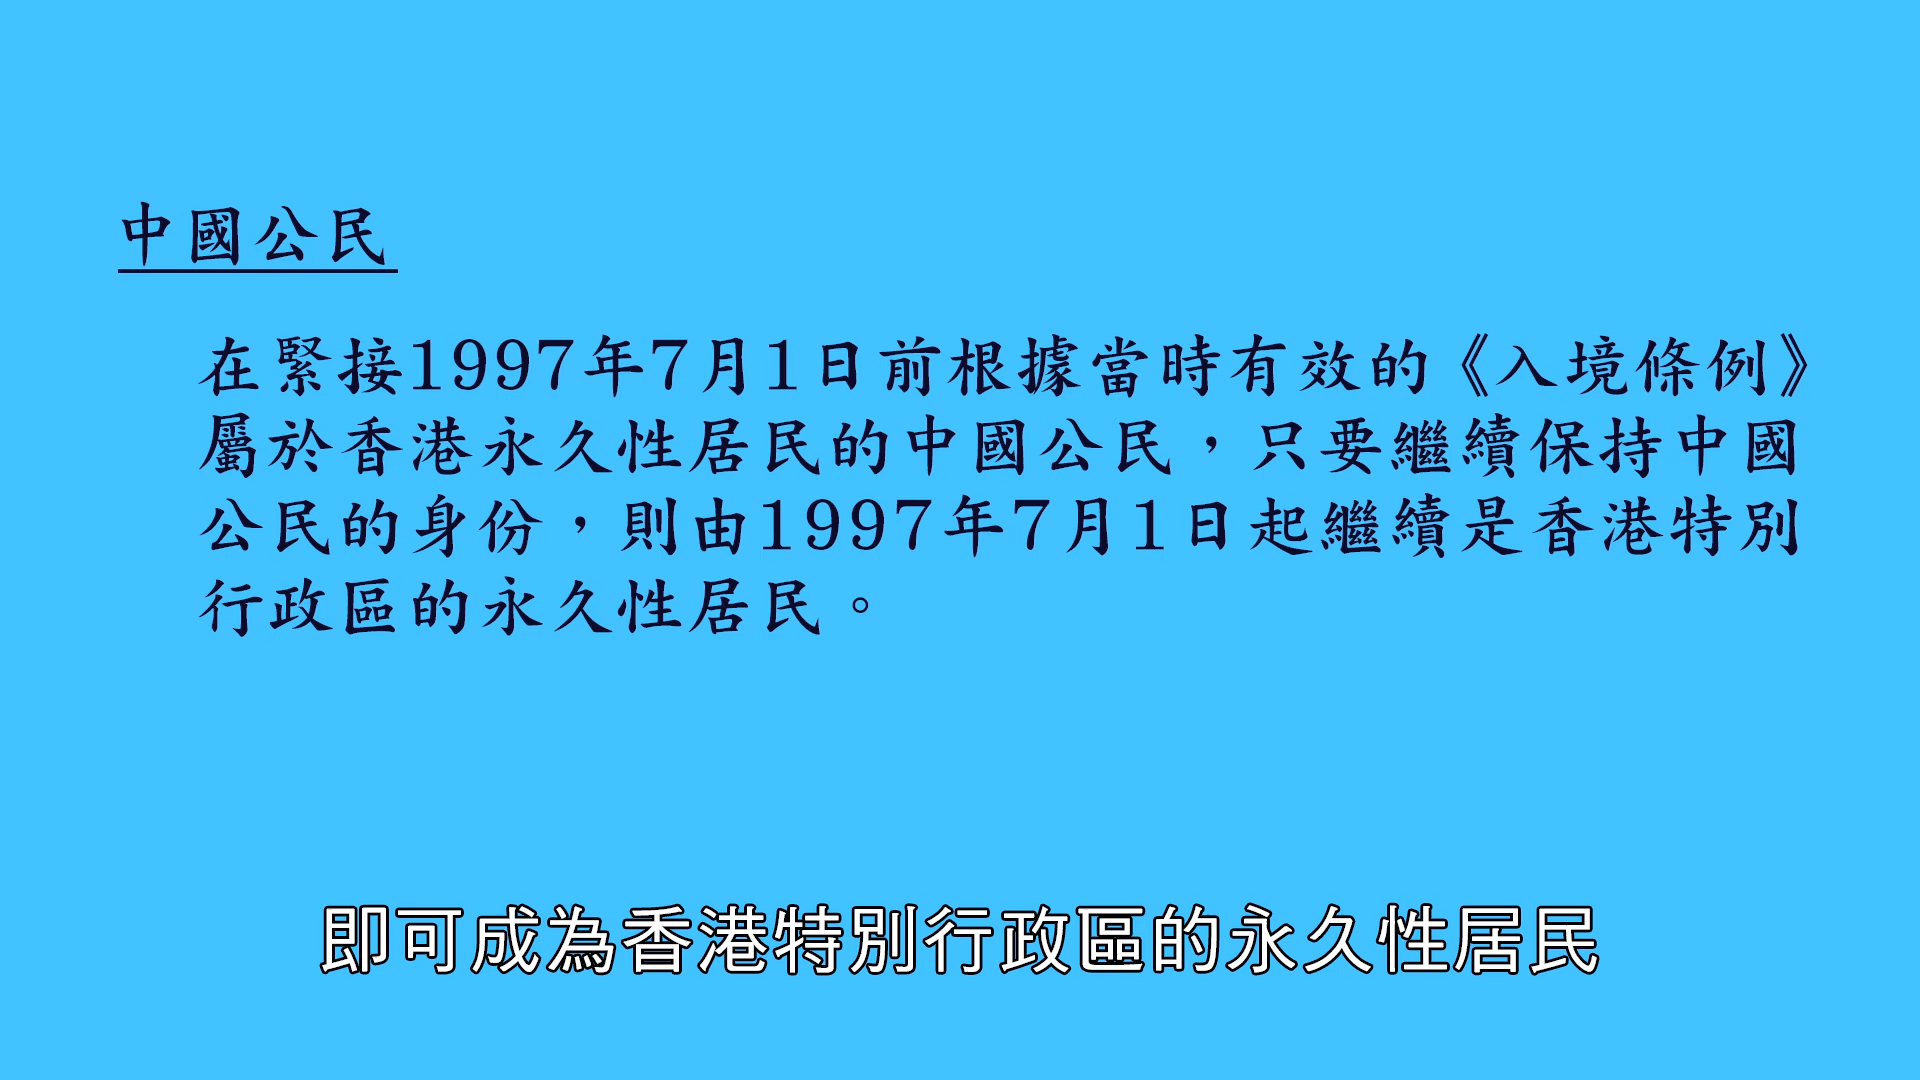 中國公民
在緊接1997年7月1日前根據當時有效的《入境條例》
屬於香港永久性居民的中國公民，只要繼續保持中國
公民的身份，則由1997年7月1日起繼續是香港特別
行政區的永久性居民。
即可成為香港特別行政區的永久性居民